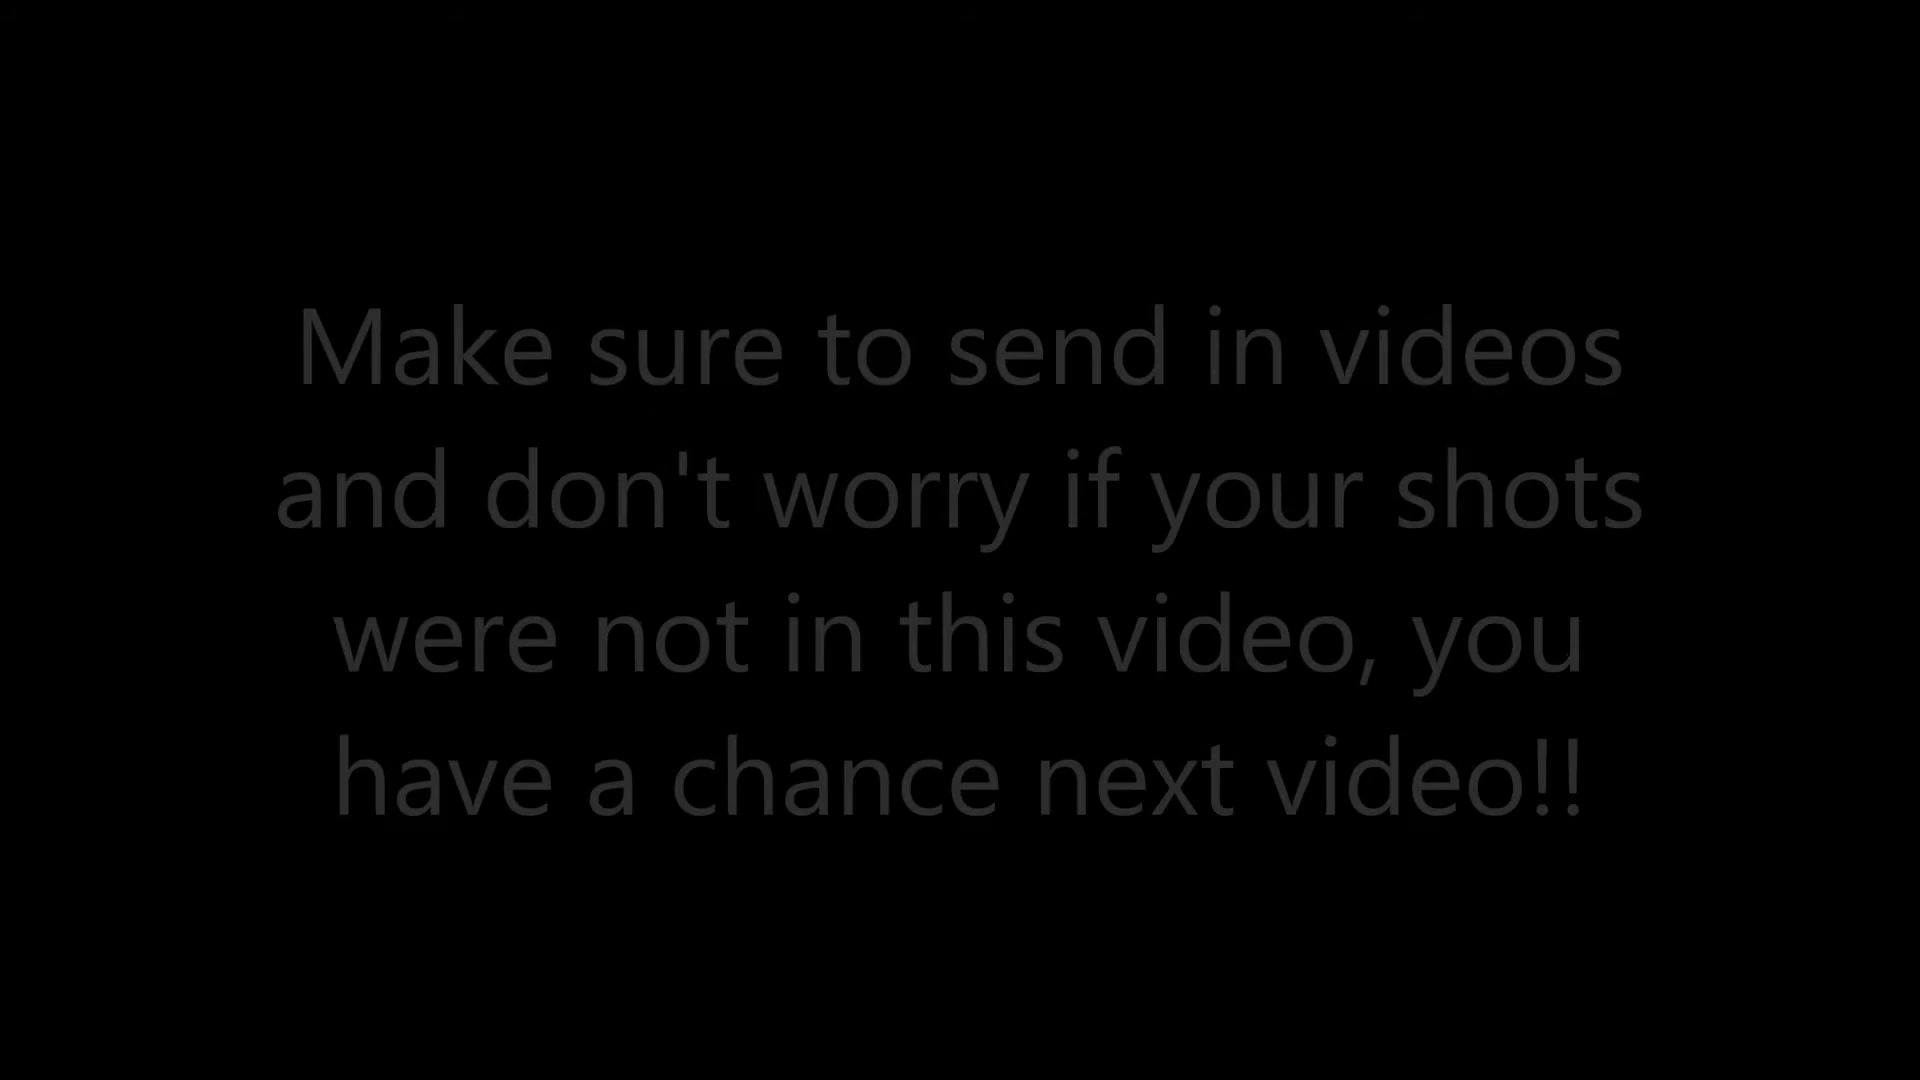 Make sure to send in videos
and don't worry if your shots
were not in this video, you
have a chance next video!!